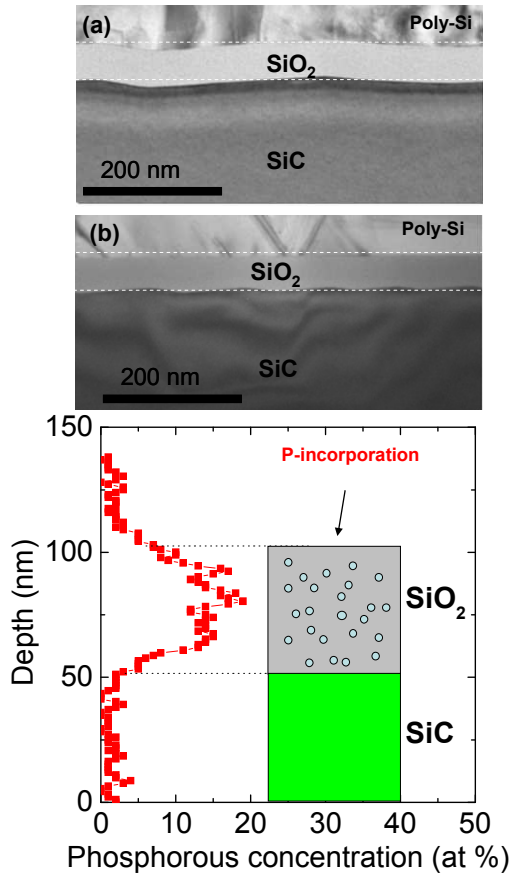 (a)
Poly-Si
SiO₂
SiC
200 nm
(b)
Poly-Si
SiO₂
SiC
200 nm
150
P-incorporation
100
SiO₂
Depth (nm)
50
SiC
0
0 10 20 30 40 50
Phosphorous concentration (at %)